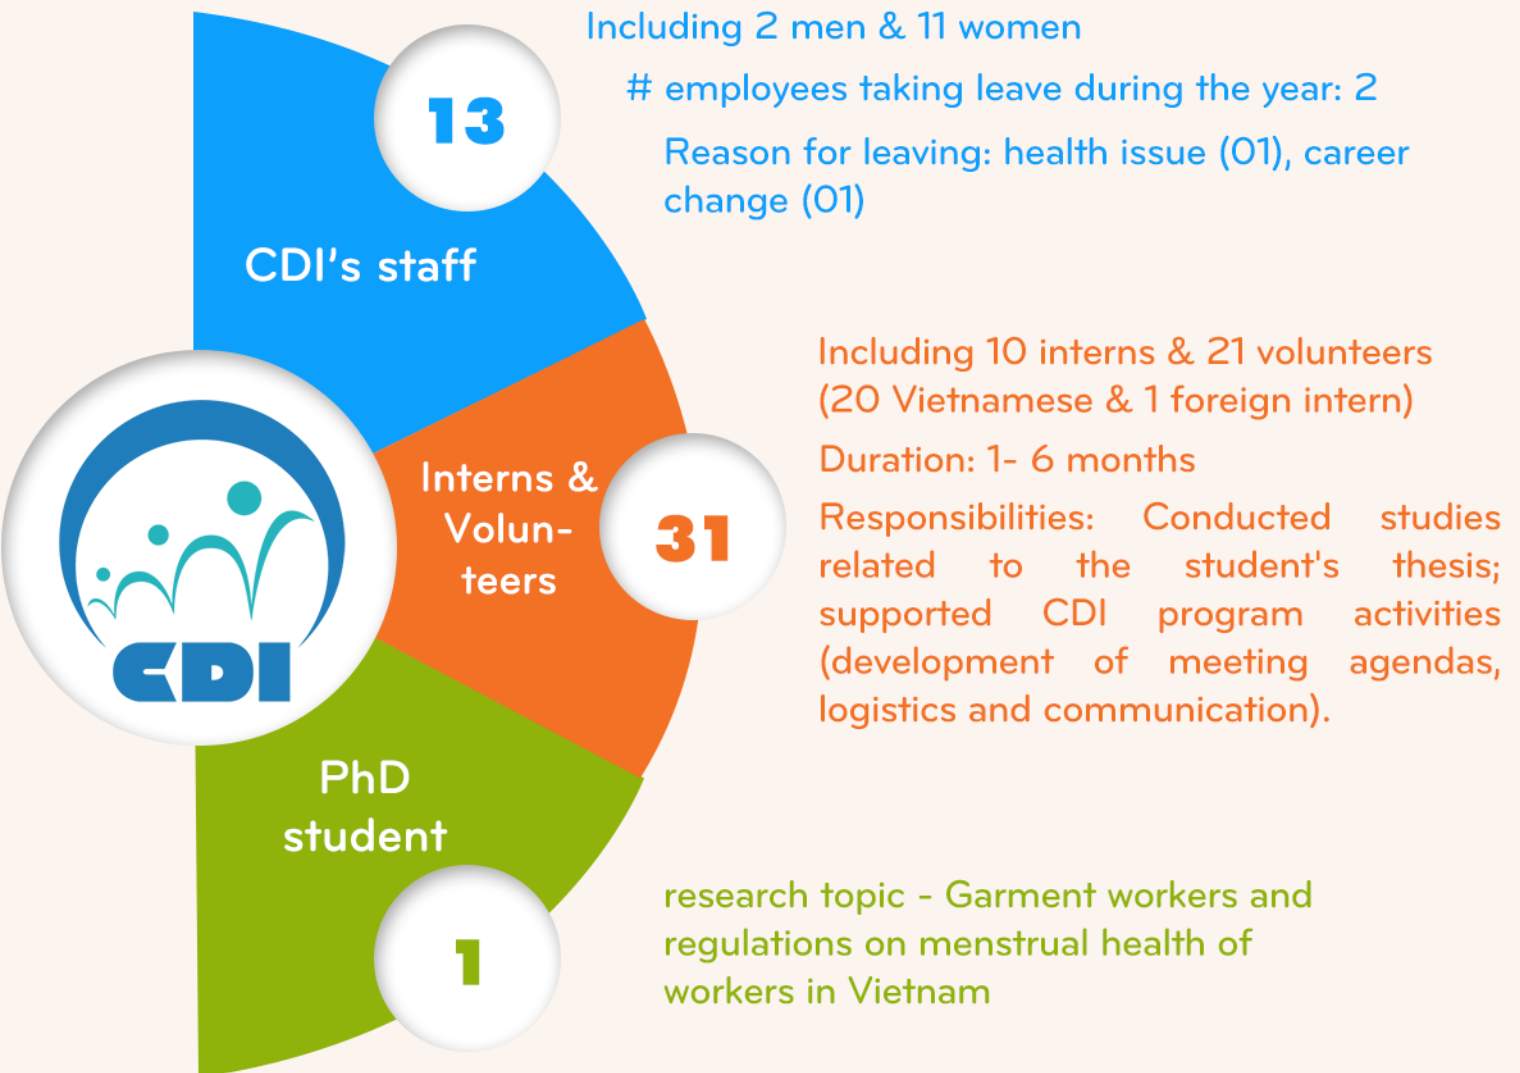 Including 2 men & 11 women
# employees taking leave during the year: 2
Reason for leaving: health issue (01), career
change (01)
13
CDI's staff
Including 10 interns & 21 volunteers
(20 Vietnamese & 1 foreign intern)
Duration: 1- 6 months
Responsibilities: Conducted studies
related to the student's thesis;
supported CDI program activities
(development of meeting agendas,
logistics and communication).
Interns &
Volun-
teers
31
CDI
PhD
student
1
research topic - Garment workers and
regulations on menstrual health of
workers in Vietnam